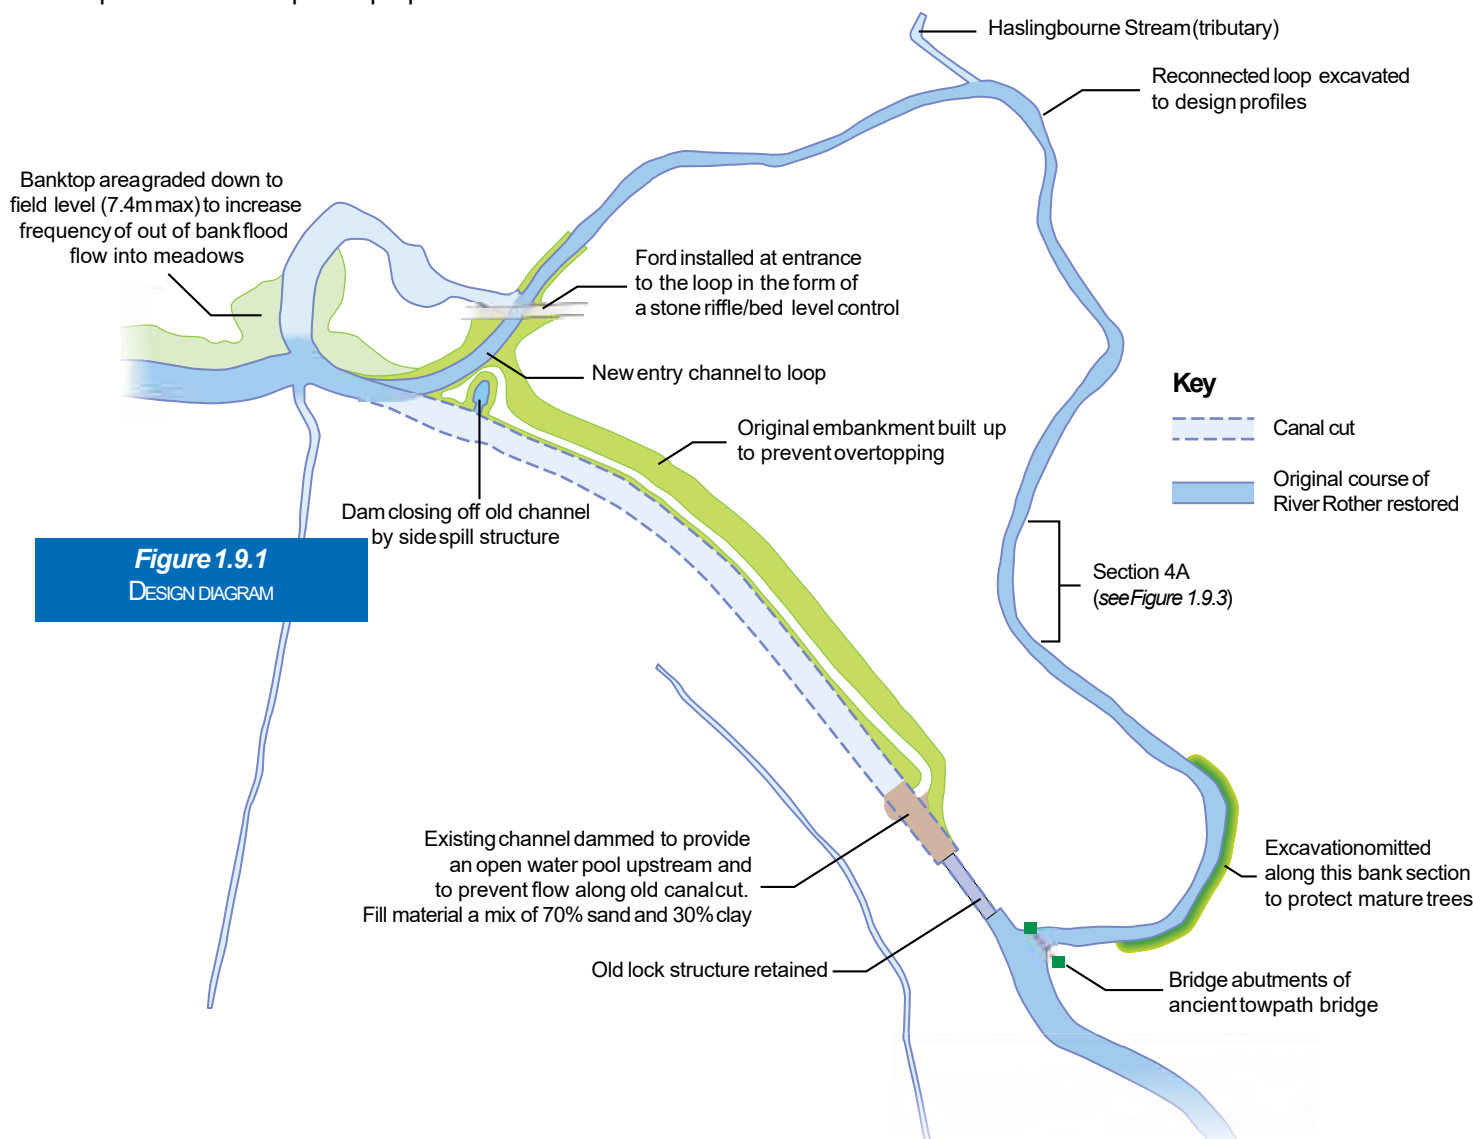 Haslingbourne Stream (tributary)
Reconnected loop excavated
to design profiles
Banktop area graded down to
field level (7.4m max) to increase
frequency of out of bank flood
flow into meadows
Ford installed at entrance
to the loop in the form of
a stone riffle/bed level control
New entry channel to loop
Key
Canal cut
Original course of
River Rother restored
Original embankment built up
to prevent overtopping
Dam closing off old channel
by side spill structure
Figure 1.9.1
DESIGN DIAGRAM
Section 4A
(see Figure 1.9.3)
Existing channel dammed to provide
an open water pool upstream and
to prevent flow along old canal cut.
Fill material a mix of 70% sand and 30% clay
Excavation omitted
along this bank section
to protect mature trees
Old lock structure retained
Bridge abutments of
ancient towpath bridge